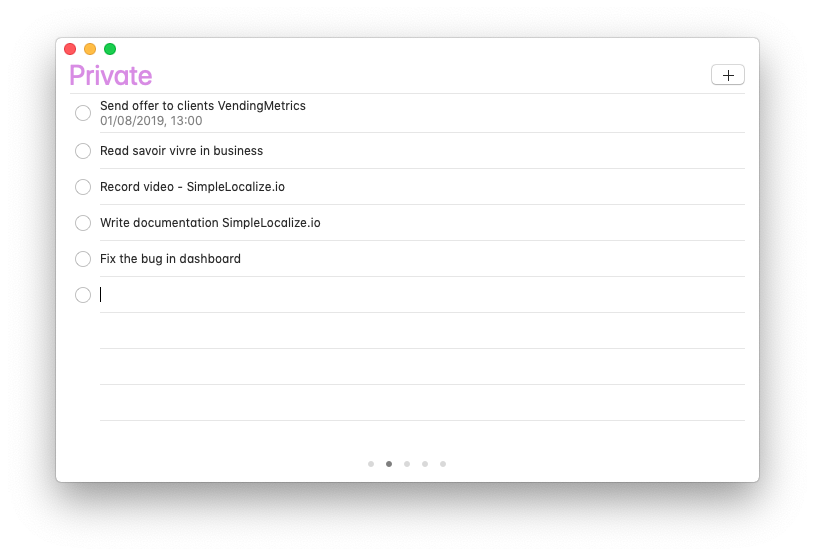 Private
+
Send offer to clients VendingMetrics
01/08/2019, 13:00
Read savoir vivre in business
Record video - SimpleLocalize.io
Write documentation SimpleLocalize.io
Fix the bug in dashboard